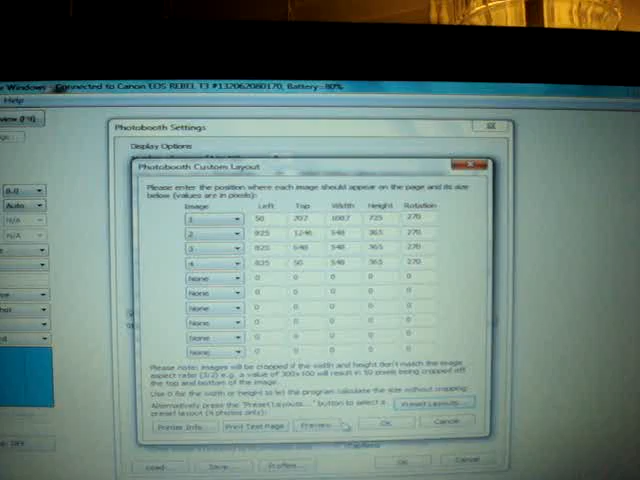 Windows - Connected to Canon EOS REBEL T3 #132062080170, Battery=80%
Help
Photobooth Settings
Display Options
Photobooth Custom Layout
Please enter the position where each image should appear on the page and its size
below (values are in pixels):
Image Left Top Width Height Rotation
1 50 707 1087 725 270
2 825 1246 548 365 270
3 825 648 548 365 270
4 825 50 548 365 270
None 0 0 0 0 0
None 0 0 0 0 0
None 0 0 0 0 0
None 0 0 0 0 0
None 0 0 0 0 0
None 0 0 0 0 0
Please note: images will be cropped if the width and height don't match the image
aspect ratio (3/2) e.g. a value of 300x100 will result in 50 pixels being cropped off
the top and bottom of the image.
Use 0 for the width or height to let the program calculate the size without cropping.
Alternatively press the "Preset Layouts..." button to select a
preset layout (4 photos only):
Preset Layouts...
Printer Info... Print Test Page Preview... OK Cancel
Load... Save... Profiles... OK Cancel
8.0
Auto
N/A
N/A